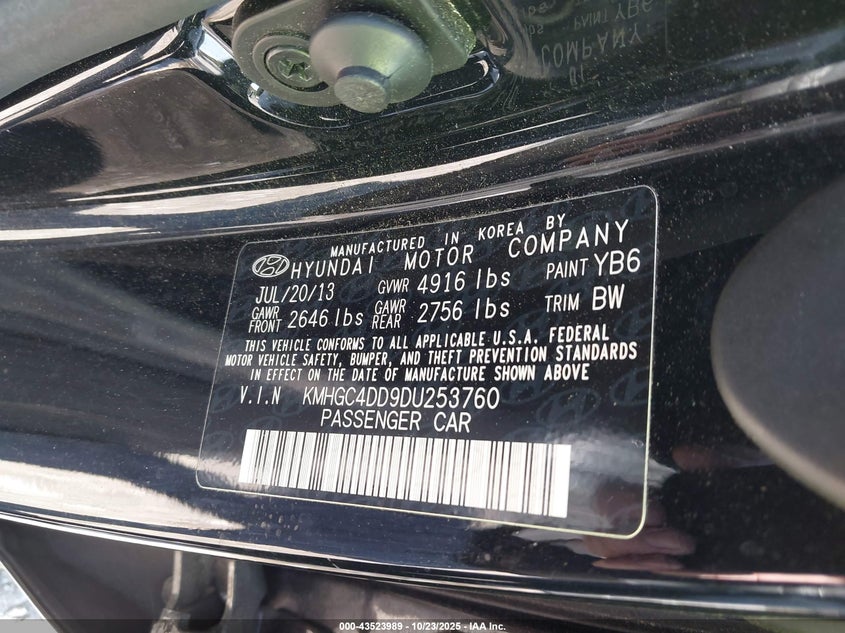 MANUFACTURED IN KOREA BY
HYUNDAI MOTOR COMPANY
JUL/20/13 GVWR 4916 lbs PAINT YB6
GAWR FRONT 2646 lbs GAWR REAR 2756 lbs TRIM BW
THIS VEHICLE CONFORMS TO ALL APPLICABLE U.S.A. FEDERAL
MOTOR VEHICLE SAFETY, BUMPER, AND THEFT PREVENTION STANDARDS
IN EFFECT ON THE DATE OF MANUFACTURE SHOWN ABOVE
V.I.N KMHGC4DD9DU253760
PASSENGER CAR
PAINT YB6
COMPANY
000-43523989 - 10/23/2025 - IAA Inc.